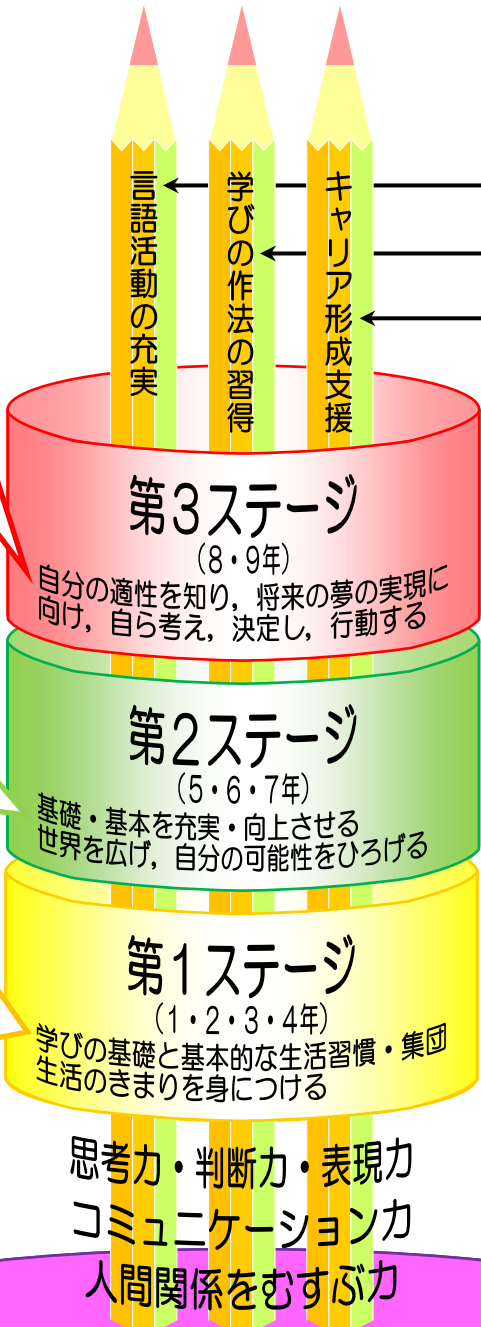 言語活動の充実
学びの作法の習得
キャリア形成支援
第3ステージ
(8・9年)
自分の適性を知り,将来の夢の実現に
向け,自ら考え,決定し,行動する
第2ステージ
(5・6・7年)
基礎・基本を充実・向上させる
世界を広げ,自分の可能性をひろげる
第1ステージ
(1・2・3・4年)
学びの基礎と基本的な生活習慣・集団
生活のきまりを身につける
思考力・判断力・表現力
コミュニケーション力
人間関係をむすぶ力